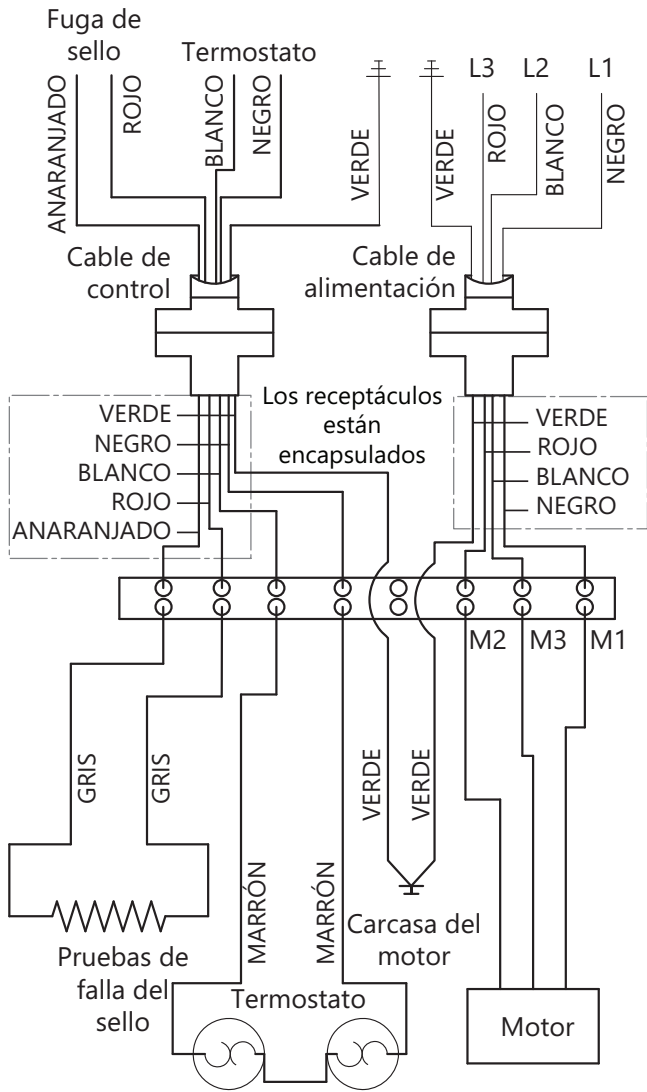 Fuga de
sello
Termostato
L3
L2
L1
ANARANJADO
ROJO
BLANCO
NEGRO
VERDE
VERDE
ROJO
BLANCO
NEGRO
Cable de
control
Cable de
alimentación
Los receptáculos
están
encapsulados
VERDE
NEGRO
BLANCO
ROJO
ANARANJADO
VERDE
ROJO
BLANCO
NEGRO
M2
M3
M1
GRIS
GRIS
VERDE
VERDE
MARRÓN
MARRÓN
Carcasa del
motor
Pruebas de
falla del
sello
Termostato
Motor